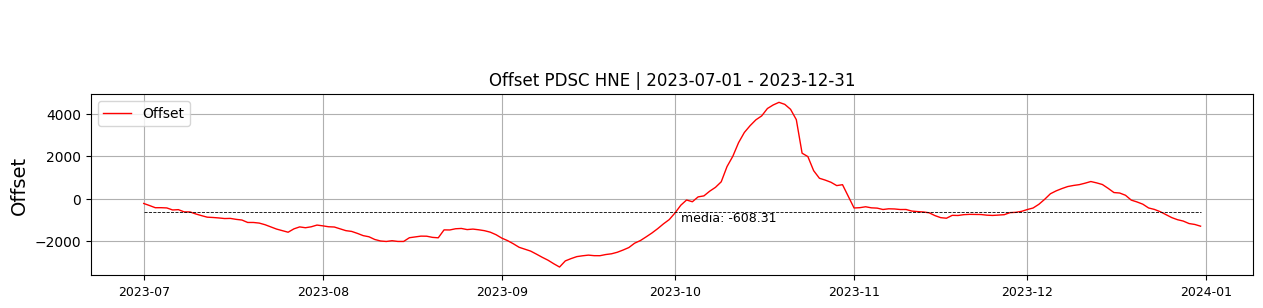 Offset PDSC HNE | 2023-07-01 - 2023-12-31
Offset
4000
2000
0
−2000
Offset
media: -608.31
2023-07
2023-08
2023-09
2023-10
2023-11
2023-12
2024-01